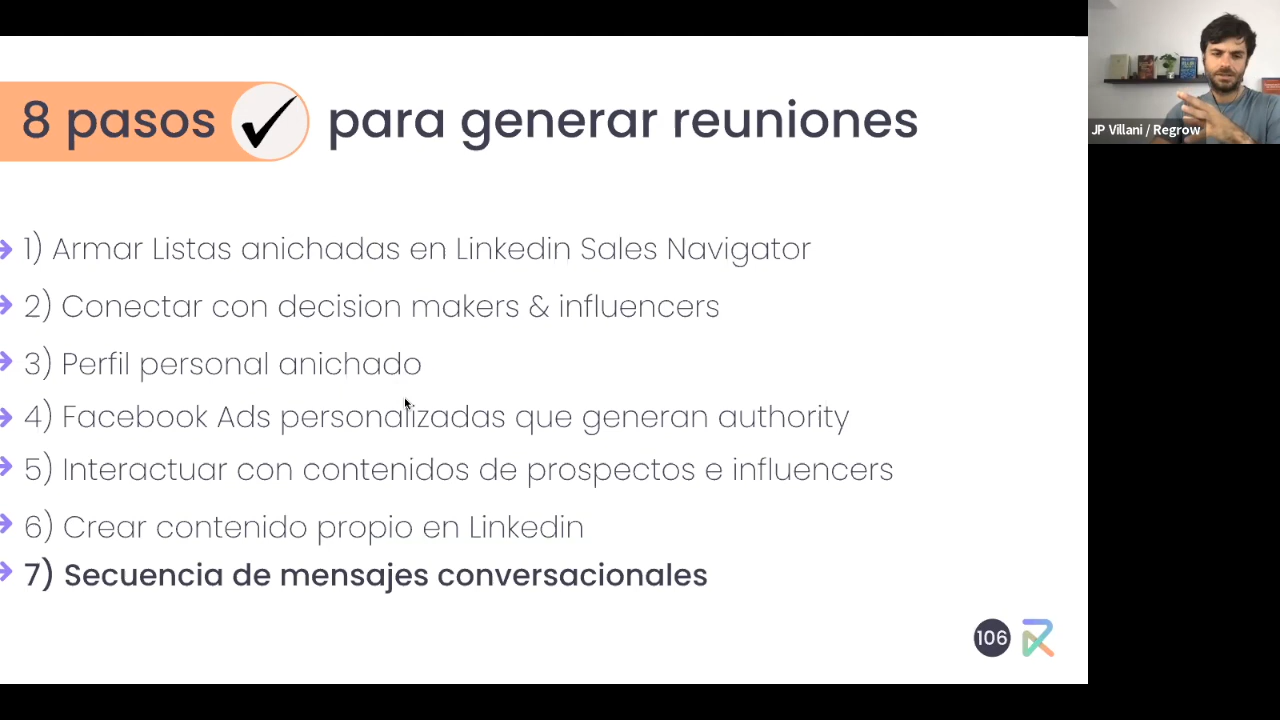 8 pasos para generar reuniones
1) Armar Listas anichadas en Linkedin Sales Navigator
2) Conectar con decision makers & influencers
3) Perfil personal anichado
4) Facebook Ads personalizadas que generan authority
5) Interactuar con contenidos de prospectos e influencers
6) Crear contenido propio en Linkedin
7) Secuencia de mensajes conversacionales
106
JP Villani / Regrow